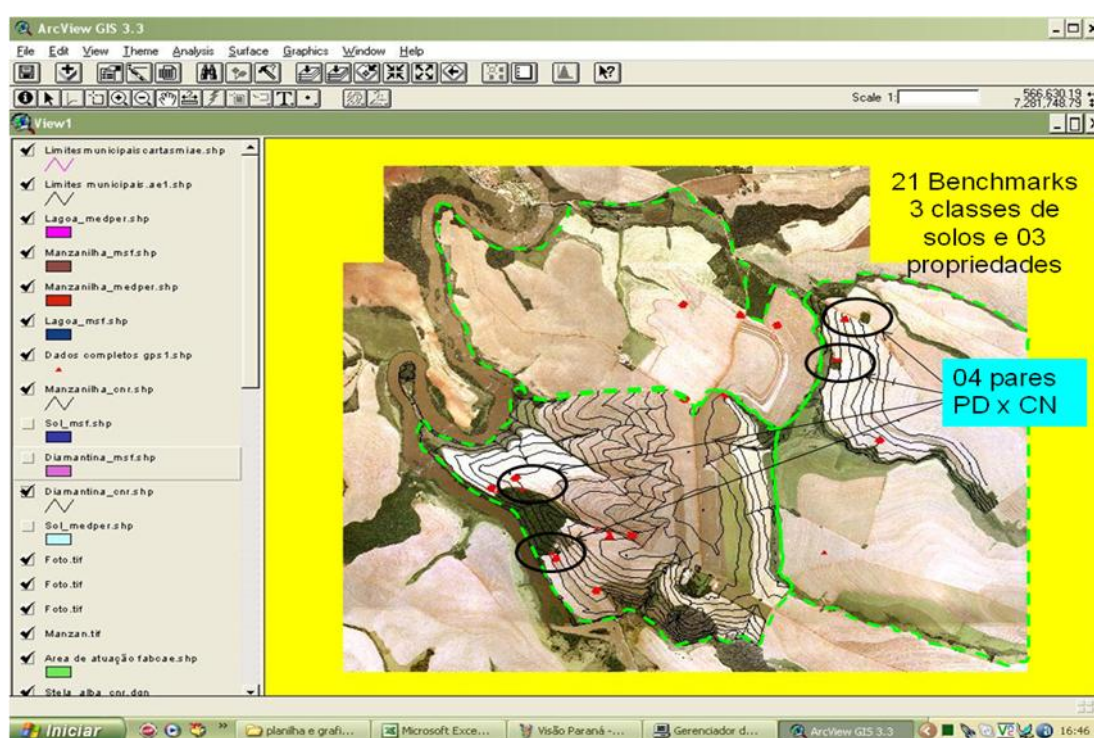 ArcView GIS 3.3
File Edit View Theme Analysis Surface Graphics Window Help
Scale 1:
566,630.19
7,281,748.79
View1
Limites municipais cartasmiae.shp
Limites municipais.ae1.shp
Lagoa_medper.shp
Manzanilha_msf.shp
Manzanilha_medper.shp
Lagoa_msf.shp
Dados completos gps1.shp
Manzanilha_cnr.shp
Sol_msf.shp
Diamantina_msf.shp
Diamantina_cnr.shp
Sol_medper.shp
Foto.tif
Foto.tif
Foto.tif
Manzan.tif
Area de atuação fabcae.shp
Stela_alba_cnr.dgn
21 Benchmarks
3 classes de
solos e 03
propriedades
04 pares
PD x CN
Iniciar
planilha e grafi...
Microsoft Exce...
Visão Paraná -...
Gerenciador d...
ArcView GIS 3.3
16:46